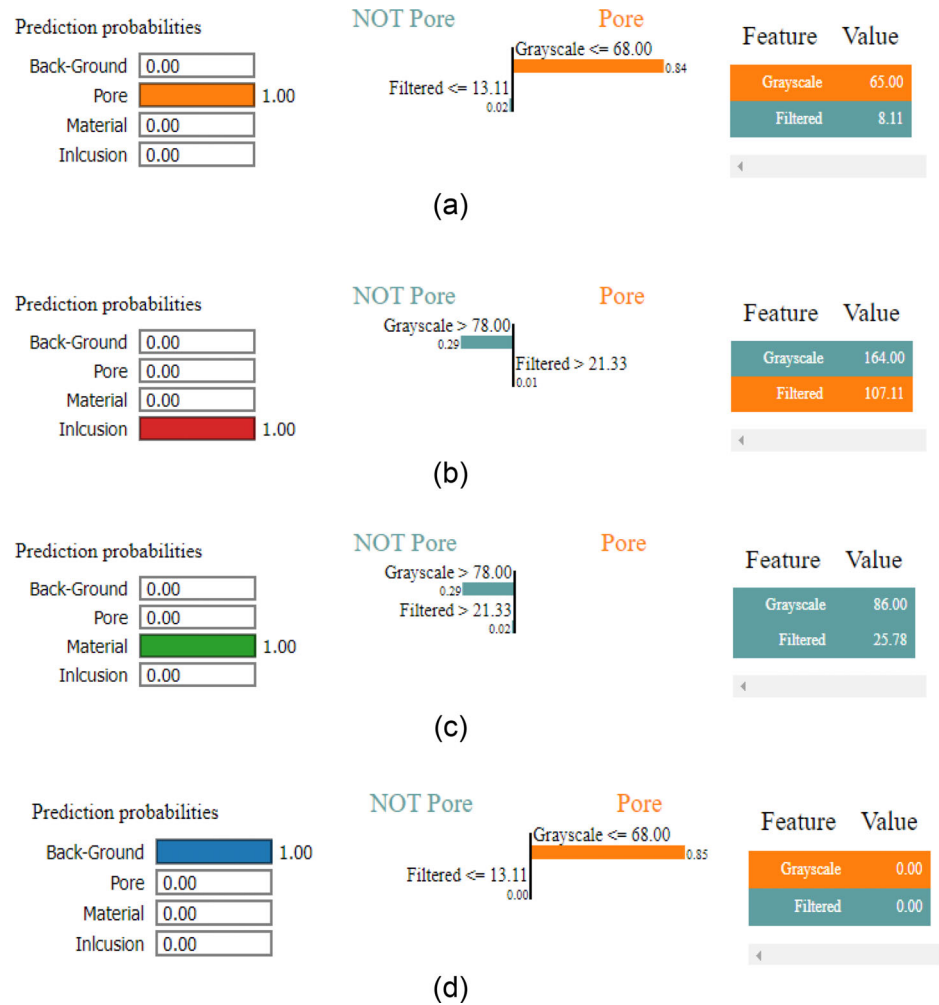 Prediction probabilities
Back-Ground 0.00
Pore 1.00
Material 0.00
Inlcusion 0.00
NOT Pore Pore
Grayscale <= 68.00
0.84
Filtered <= 13.11
0.02
Feature Value
Grayscale 65.00
Filtered 8.11
(a)
Prediction probabilities
Back-Ground 0.00
Pore 0.00
Material 0.00
Inlcusion 1.00
NOT Pore Pore
Grayscale > 78.00
0.29
Filtered > 21.33
0.01
Feature Value
Grayscale 164.00
Filtered 107.11
(b)
Prediction probabilities
Back-Ground 0.00
Pore 0.00
Material 1.00
Inlcusion 0.00
NOT Pore Pore
Grayscale > 78.00
0.29
Filtered > 21.33
0.02
Feature Value
Grayscale 86.00
Filtered 25.78
(c)
Prediction probabilities
Back-Ground 1.00
Pore 0.00
Material 0.00
Inlcusion 0.00
NOT Pore Pore
Grayscale <= 68.00
0.85
Filtered <= 13.11
0.00
Feature Value
Grayscale 0.00
Filtered 0.00
(d)